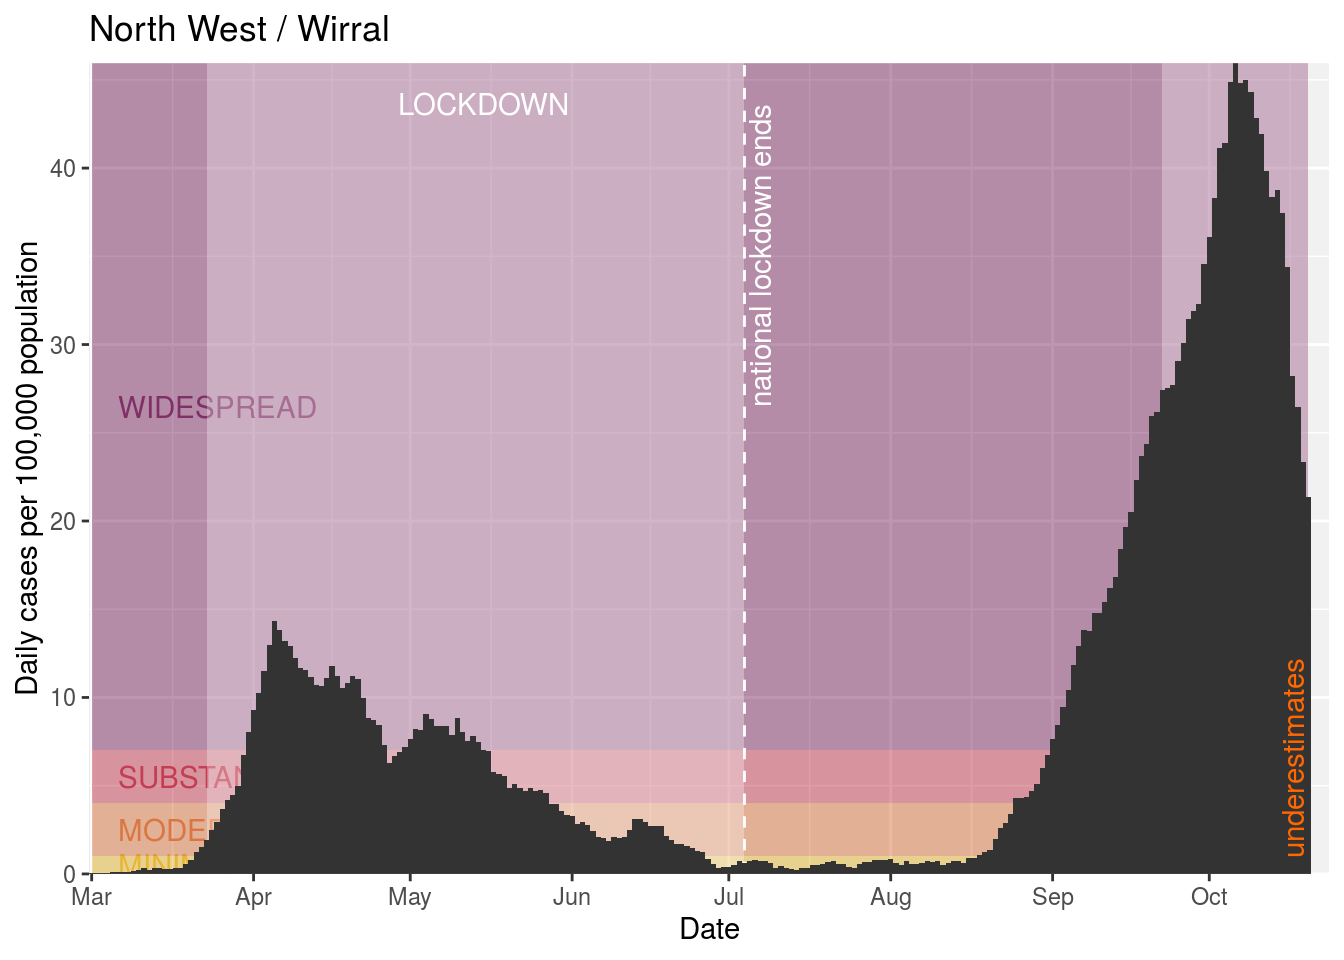 North West / Wirral
LOCKDOWN
national lockdown ends
WIDESPREAD
SUBSTAN
MODE
MINIM
underestimates
Daily cases per 100,000 population
40
30
20
10
0
Mar
Apr
May
Jun
Jul
Aug
Sep
Oct
Date